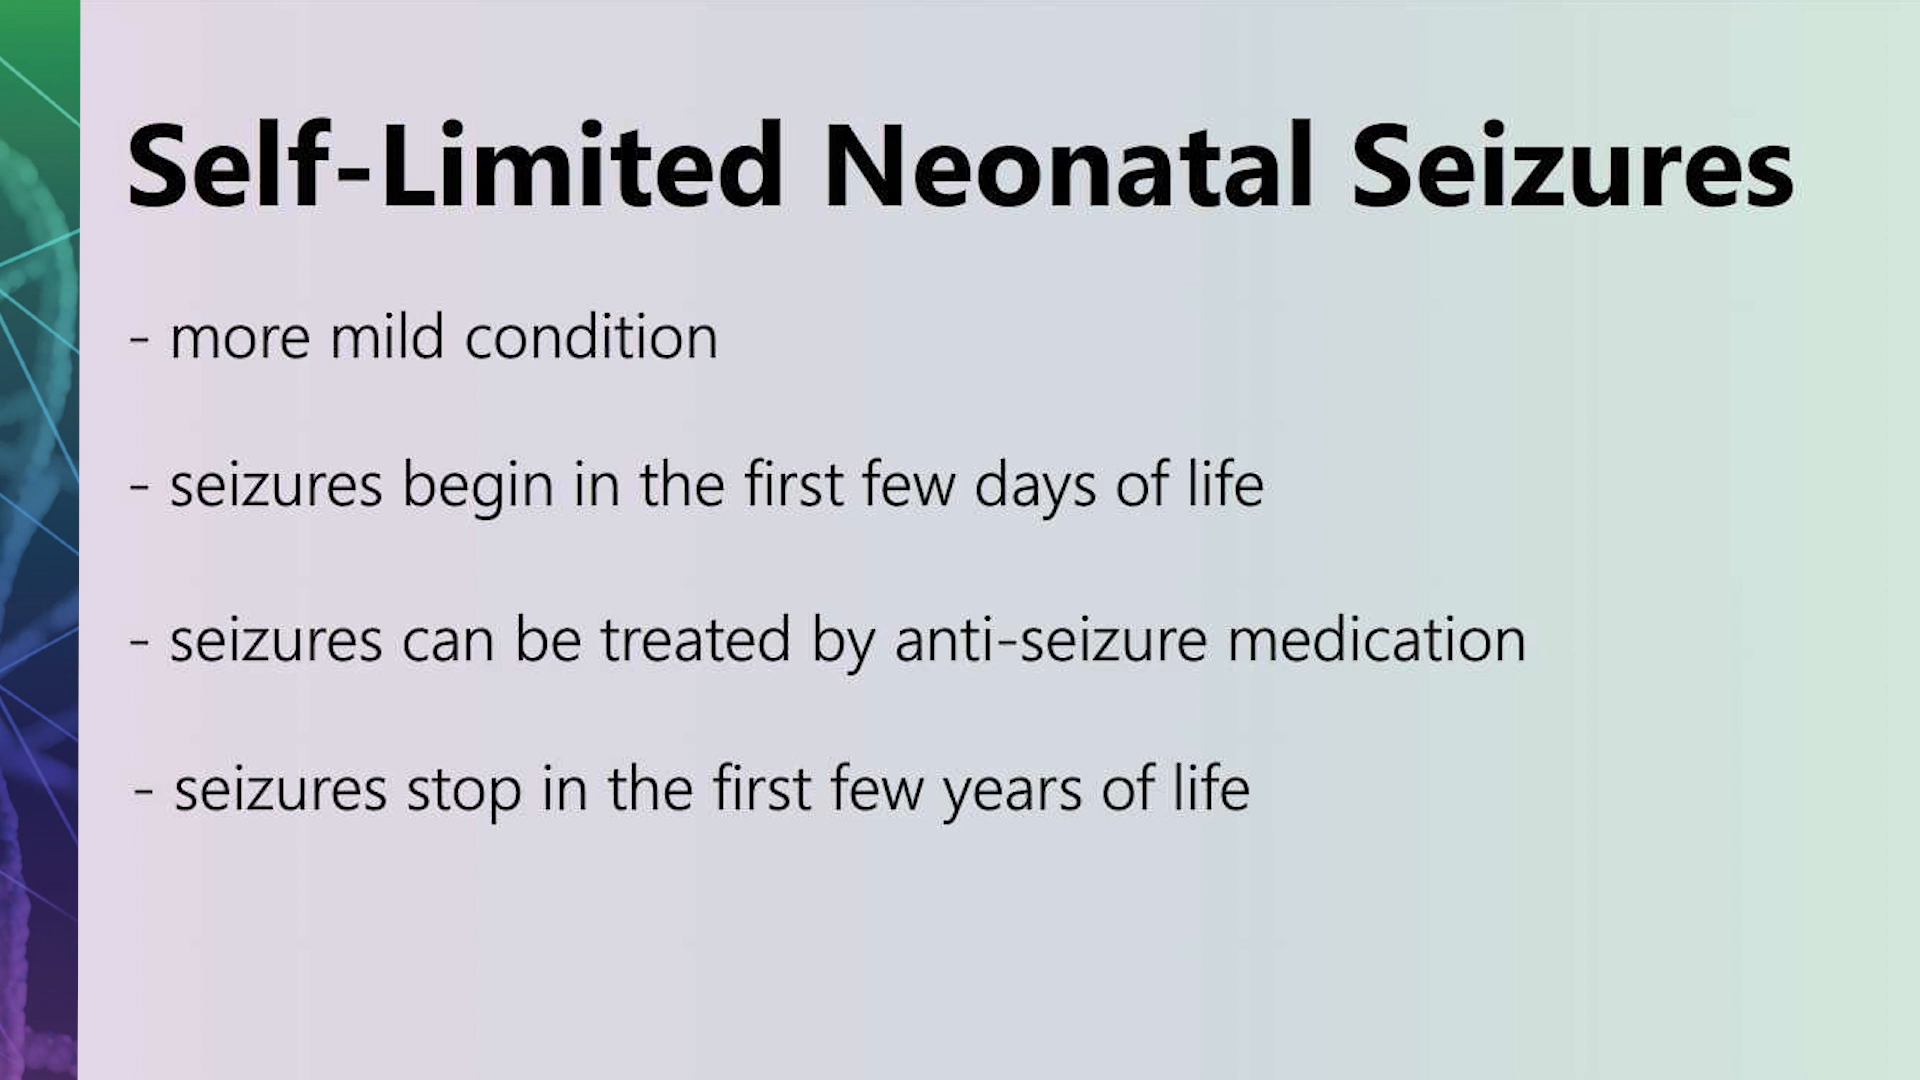 Self-Limited Neonatal Seizures
- more mild condition
- seizures begin in the first few days of life
- seizures can be treated by anti-seizure medication
- seizures stop in the first few years of life